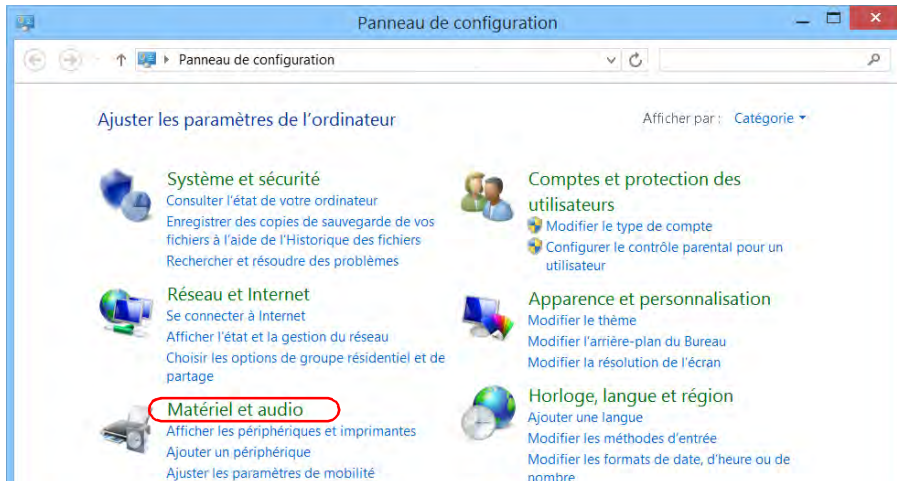 Panneau de configuration
Panneau de configuration
Ajuster les paramètres de l'ordinateur
Afficher par : Catégorie
Système et sécurité
Consulter l'état de votre ordinateur
Enregistrer des copies de sauvegarde de vos
fichiers à l'aide de l'Historique des fichiers
Rechercher et résoudre des problèmes
Réseau et Internet
Se connecter à Internet
Afficher l'état et la gestion du réseau
Choisir les options de groupe résidentiel et de
partage
Matériel et audio
Afficher les périphériques et imprimantes
Ajouter un périphérique
Ajuster les paramètres de mobilité
Comptes et protection des
utilisateurs
Modifier le type de compte
Configurer le contrôle parental pour un
utilisateur
Apparence et personnalisation
Modifier le thème
Modifier l'arrière-plan du Bureau
Modifier la résolution de l'écran
Horloge, langue et région
Ajouter une langue
Modifier les méthodes d'entrée
Modifier les formats de date, d'heure ou de
nombre